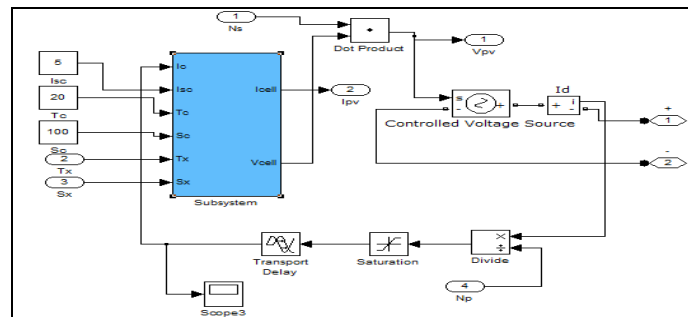 1
Ns
Dot Product
1
Vpv
5
Isc
20
Tc
100
Sc
2
Tx
3
Sx
Ic
Isc
Tc
Sc
Tx
Sx
Icell
Vcell
Subsystem
2
Ipv
s
-
+
Controlled Voltage Source
Id
+
i
-
+
1
-
2
Transport
Delay
Saturation
×
÷
Divide
4
Np
Scope3